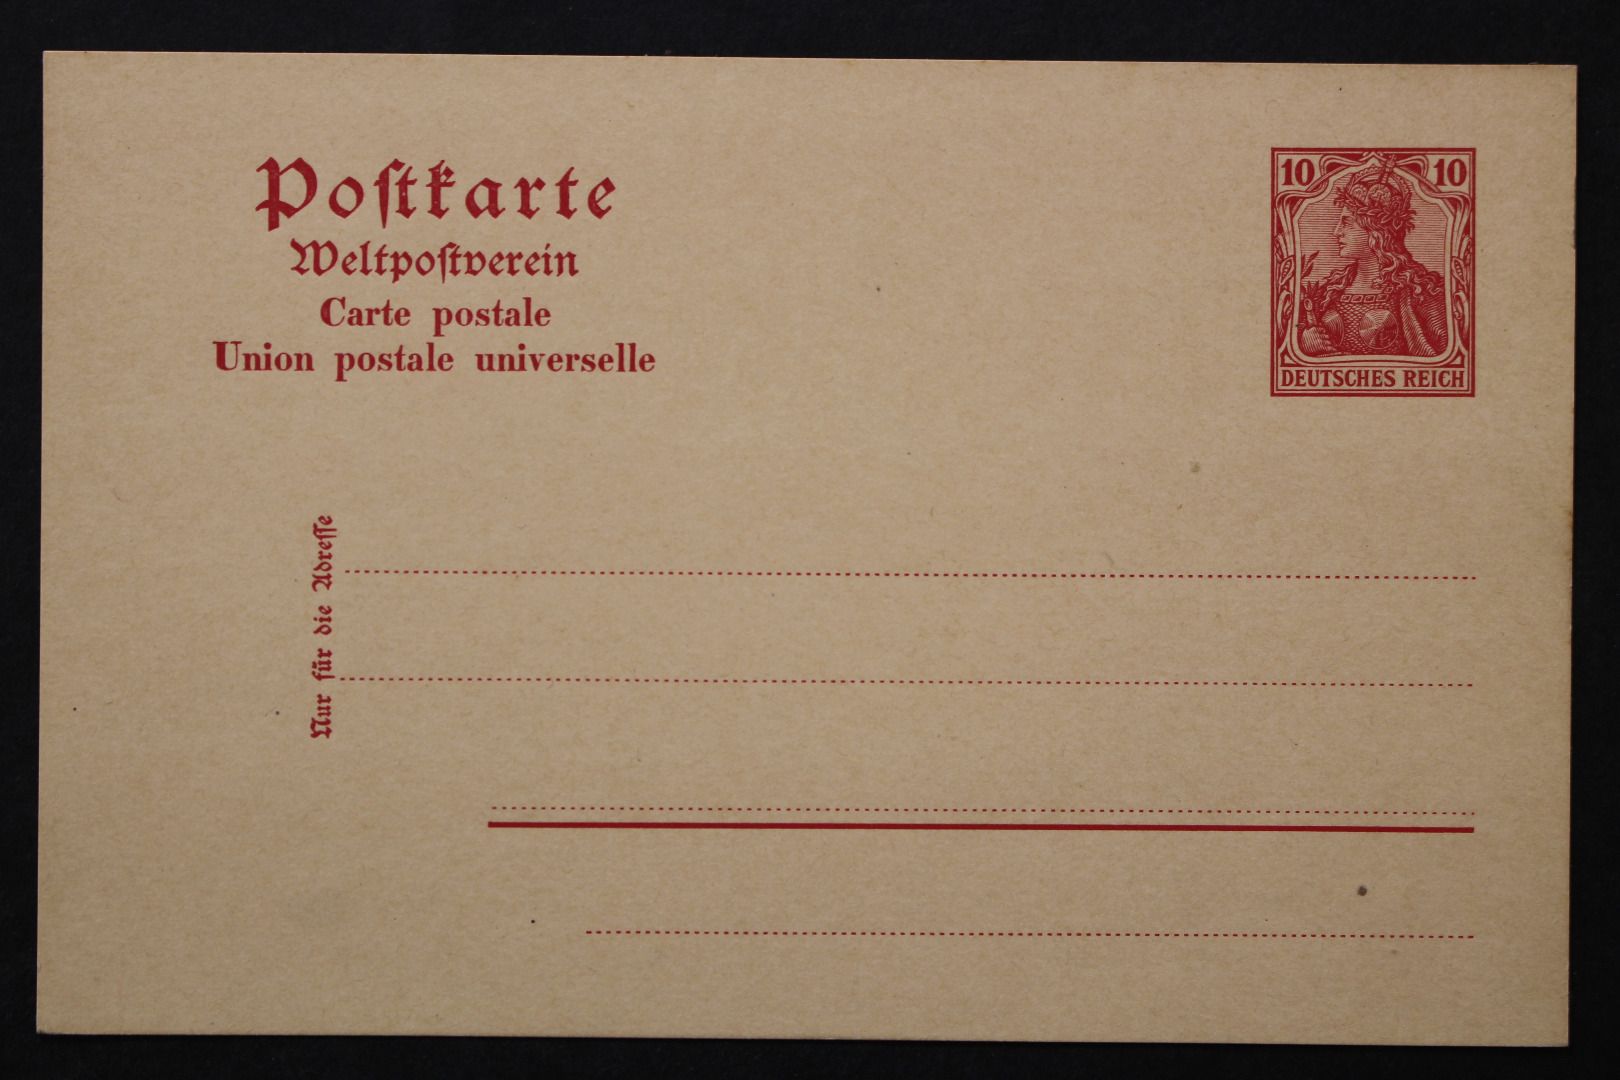 Poſtkarte
Weltpoſtverein
Carte postale
Union postale universelle
10 10
DEUTSCHES REICH
Nur für die Adreſſe